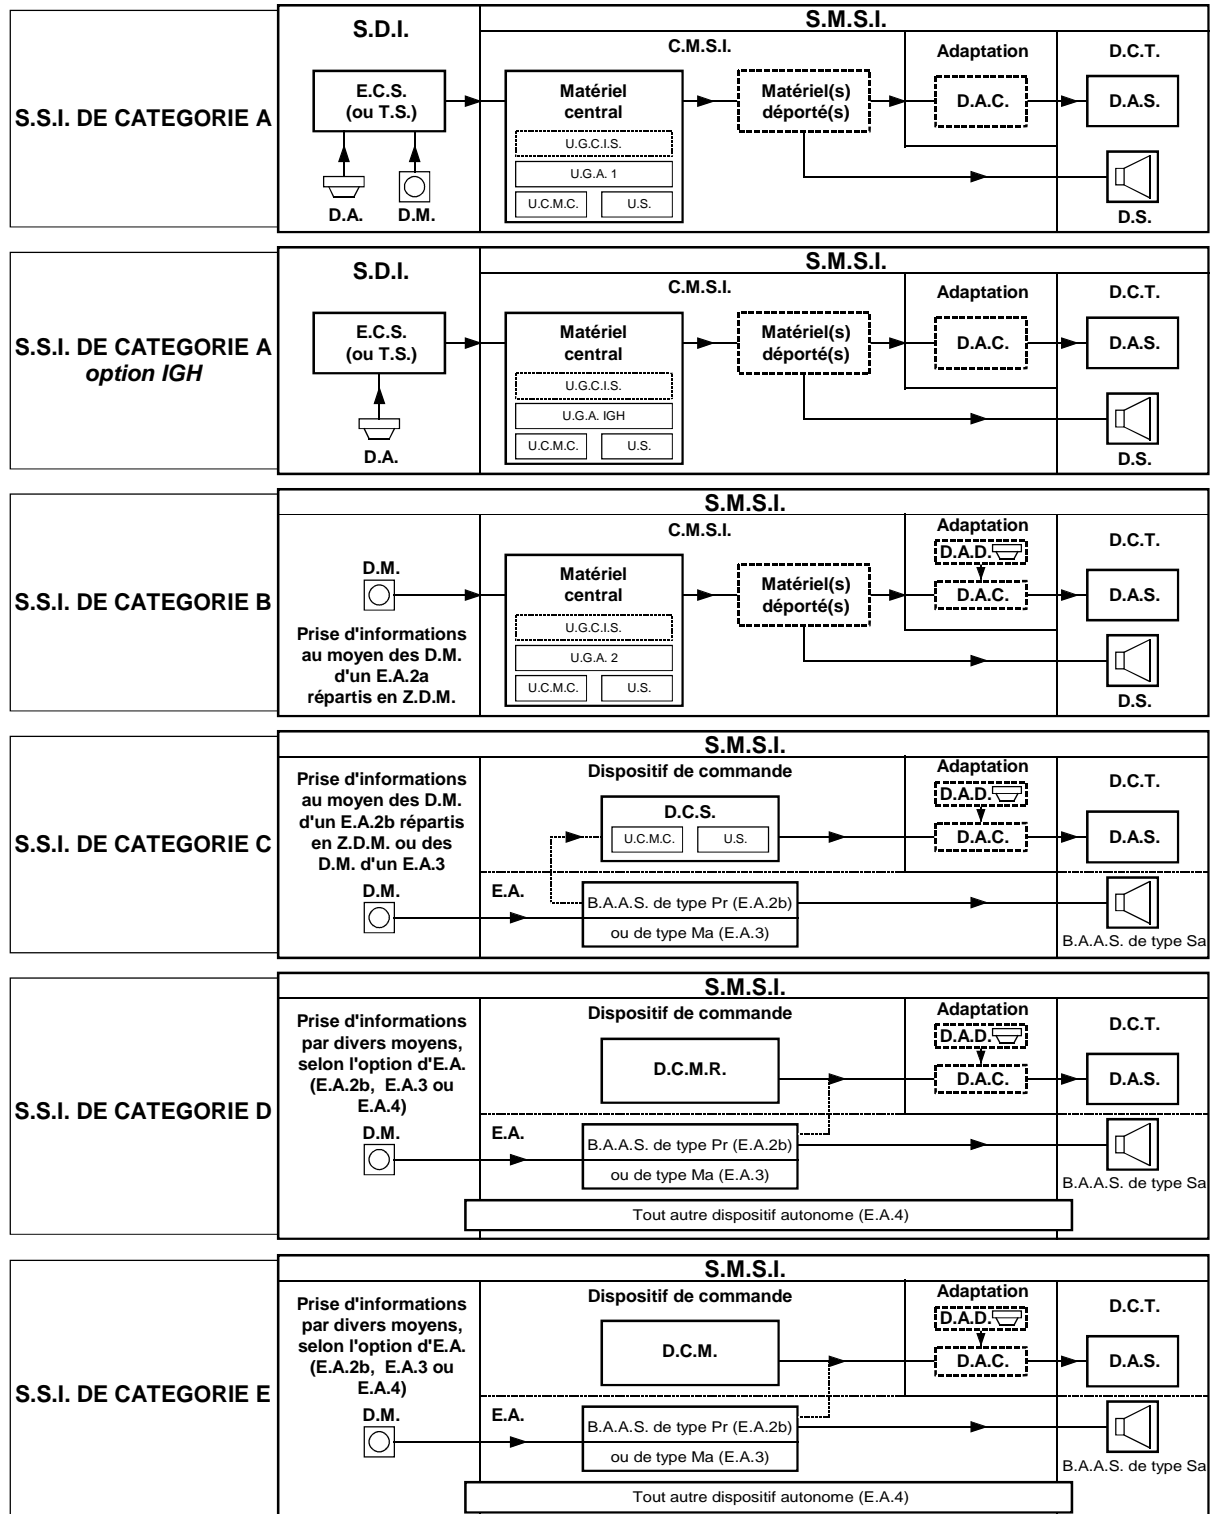 S.S.I. DE CATEGORIE A
S.D.I.
S.M.S.I.
C.M.S.I.
Adaptation
D.C.T.
E.C.S.
(ou T.S.)
D.A.
D.M.
Matériel
central
U.G.C.I.S.
U.G.A. 1
U.C.M.C.
U.S.
Matériel(s)
déporté(s)
D.A.C.
D.A.S.
D.S.
S.S.I. DE CATEGORIE A
option IGH
S.D.I.
S.M.S.I.
C.M.S.I.
Adaptation
D.C.T.
E.C.S.
(ou T.S.)
D.A.
Matériel
central
U.G.C.I.S.
U.G.A. IGH
U.C.M.C.
U.S.
Matériel(s)
déporté(s)
D.A.C.
D.A.S.
D.S.
S.S.I. DE CATEGORIE B
S.M.S.I.
C.M.S.I.
Adaptation
D.C.T.
D.M.
Prise d'informations
au moyen des D.M.
d'un E.A.2a
répartis en Z.D.M.
Matériel
central
U.G.C.I.S.
U.G.A. 2
U.C.M.C.
U.S.
Matériel(s)
déporté(s)
D.A.D.
D.A.C.
D.A.S.
D.S.
S.S.I. DE CATEGORIE C
S.M.S.I.
Prise d'informations
au moyen des D.M.
d'un E.A.2b répartis
en Z.D.M. ou des
D.M. d'un E.A.3
D.M.
Dispositif de commande
D.C.S.
U.C.M.C.
U.S.
Adaptation
D.A.D.
D.A.C.
D.C.T.
D.A.S.
E.A.
B.A.A.S. de type Pr (E.A.2b)
ou de type Ma (E.A.3)
B.A.A.S. de type Sa
S.S.I. DE CATEGORIE D
S.M.S.I.
Prise d'informations
par divers moyens,
selon l'option d'E.A.
(E.A.2b, E.A.3 ou
E.A.4)
D.M.
Dispositif de commande
D.C.M.R.
Adaptation
D.A.D.
D.A.C.
D.C.T.
D.A.S.
E.A.
B.A.A.S. de type Pr (E.A.2b)
ou de type Ma (E.A.3)
B.A.A.S. de type Sa
Tout autre dispositif autonome (E.A.4)
S.S.I. DE CATEGORIE E
S.M.S.I.
Prise d'informations
par divers moyens,
selon l'option d'E.A.
(E.A.2b, E.A.3 ou
E.A.4)
D.M.
Dispositif de commande
D.C.M.
Adaptation
D.A.D.
D.A.C.
D.C.T.
D.A.S.
E.A.
B.A.A.S. de type Pr (E.A.2b)
ou de type Ma (E.A.3)
B.A.A.S. de type Sa
Tout autre dispositif autonome (E.A.4)